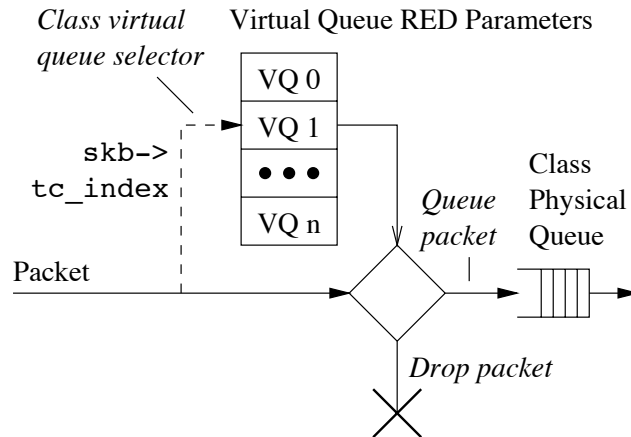 Class virtual
queue selector
Virtual Queue RED Parameters
VQ 0
VQ 1
VQ n
skb->
tc_index
Queue
packet
Class
Physical
Queue
Packet
Drop packet